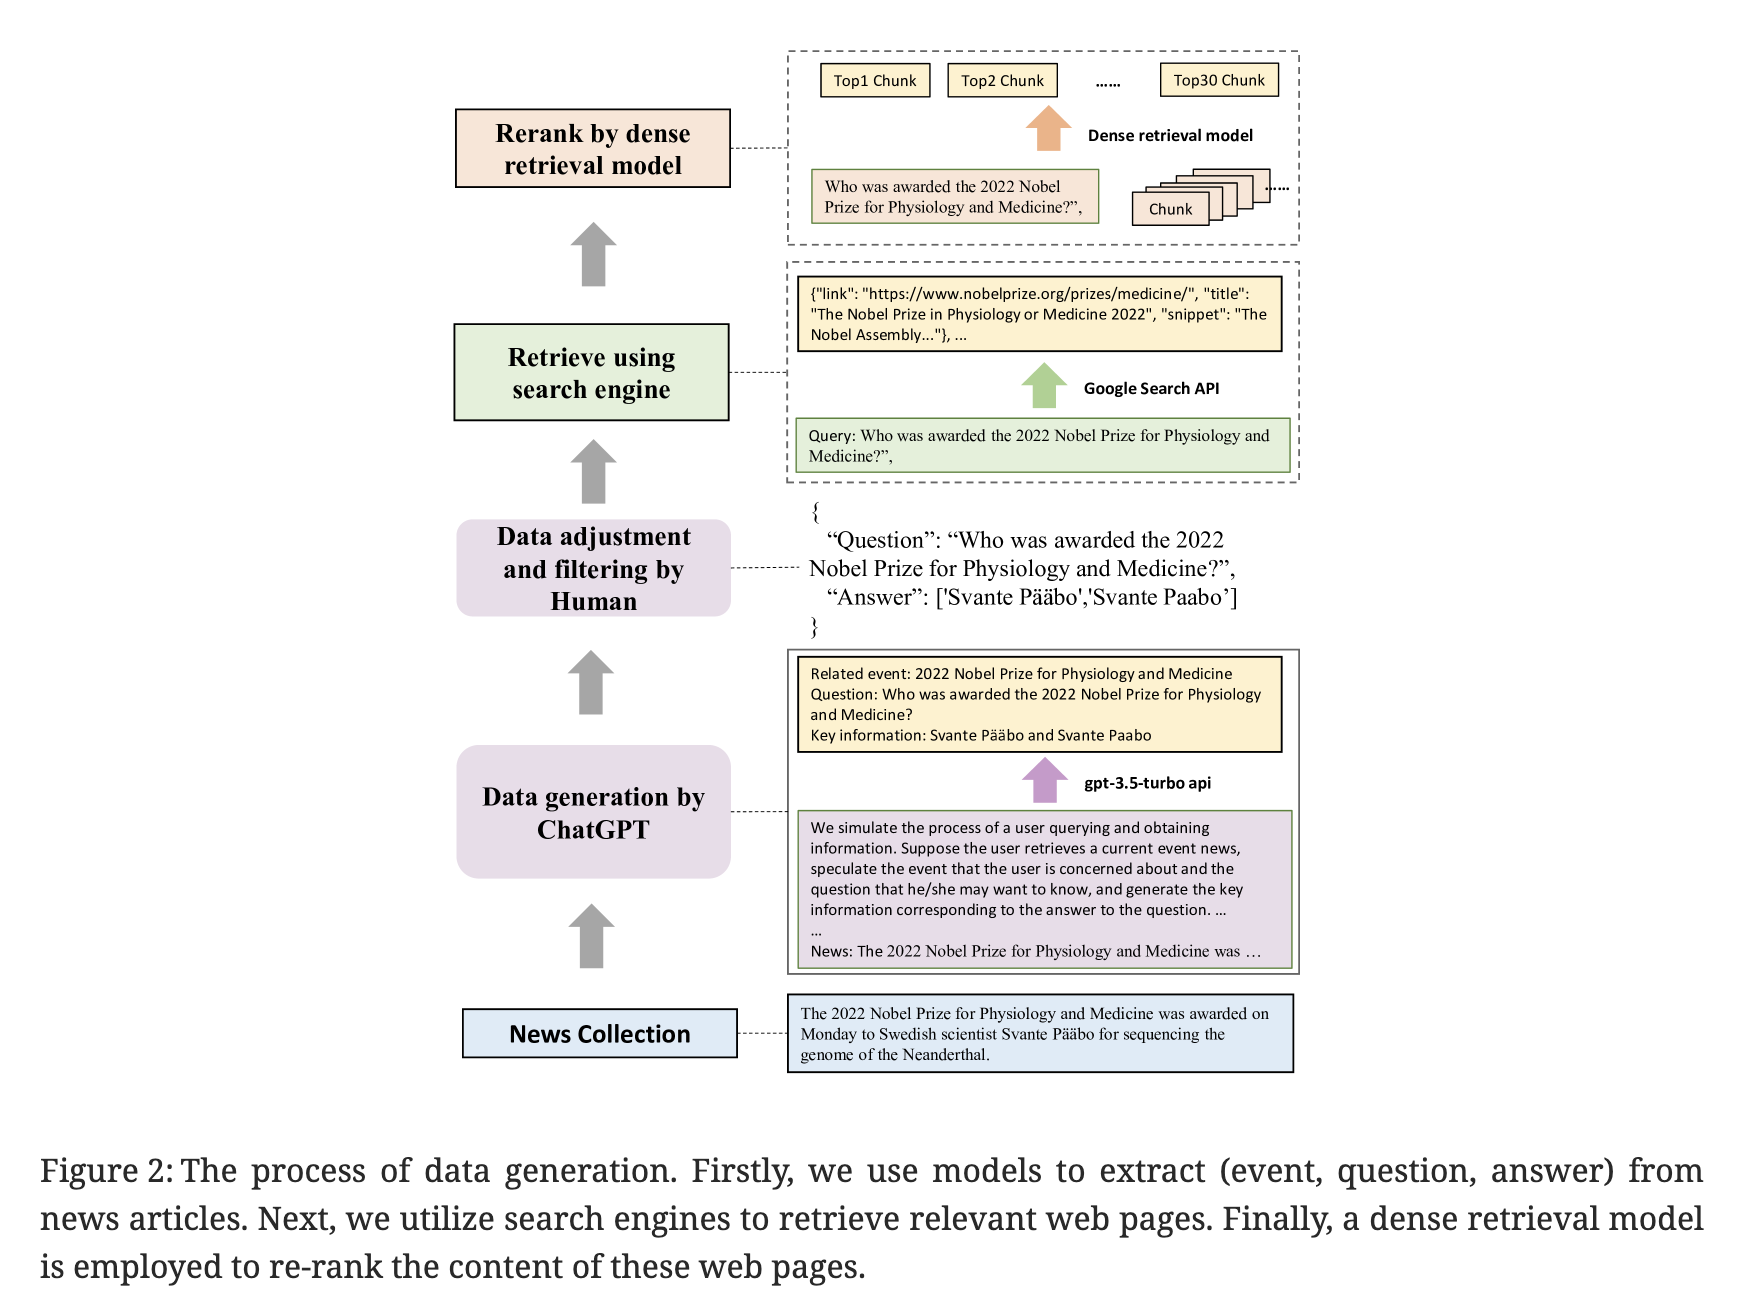 Top1 Chunk
Top2 Chunk
......
Top30 Chunk
Rerank by dense
retrieval model
Dense retrieval model
Who was awarded the 2022 Nobel
Prize for Physiology and Medicine?”,
......
Chunk
{"link": "https://www.nobelprize.org/prizes/medicine/", "title":
"The Nobel Prize in Physiology or Medicine 2022", "snippet": "The
Nobel Assembly..."}, ...
Retrieve using
search engine
Google Search API
Query: Who was awarded the 2022 Nobel Prize for Physiology and
Medicine?”,
Data adjustment
and filtering by
Human
{
“Question”: “Who was awarded the 2022
Nobel Prize for Physiology and Medicine?”,
“Answer”: ['Svante Pääbo','Svante Paabo’]
}
Related event: 2022 Nobel Prize for Physiology and Medicine
Question: Who was awarded the 2022 Nobel Prize for Physiology
and Medicine?
Key information: Svante Pääbo and Svante Paabo
Data generation by
ChatGPT
gpt-3.5-turbo api
We simulate the process of a user querying and obtaining
information. Suppose the user retrieves a current event news,
speculate the event that the user is concerned about and the
question that he/she may want to know, and generate the key
information corresponding to the answer to the question. ...
...
News: The 2022 Nobel Prize for Physiology and Medicine was …
News Collection
The 2022 Nobel Prize for Physiology and Medicine was awarded on
Monday to Swedish scientist Svante Pääbo for sequencing the
genome of the Neanderthal.
Figure 2: The process of data generation. Firstly, we use models to extract (event, question, answer) from
news articles. Next, we utilize search engines to retrieve relevant web pages. Finally, a dense retrieval model
is employed to re-rank the content of these web pages.